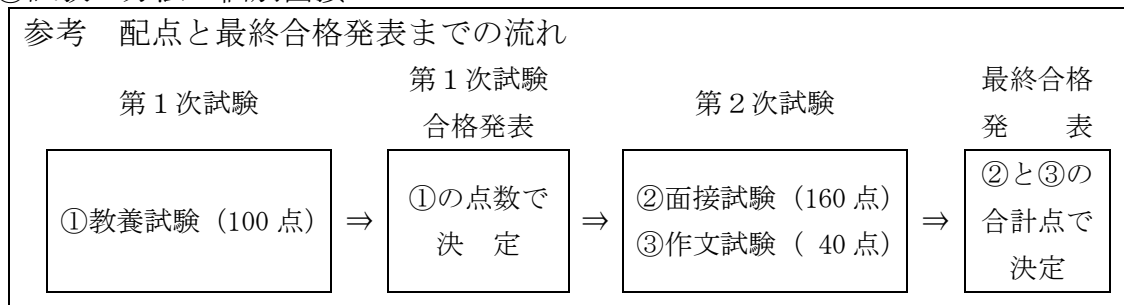 参考 配点と最終合格発表までの流れ
第１次試験
第１次試験
合格発表
第２次試験
最終合格
発 表
①教養試験（100 点）
⇒
①の点数で
決 定
⇒
②面接試験（160 点）
③作文試験（ 40 点）
⇒
②と③の
合計点で
決定